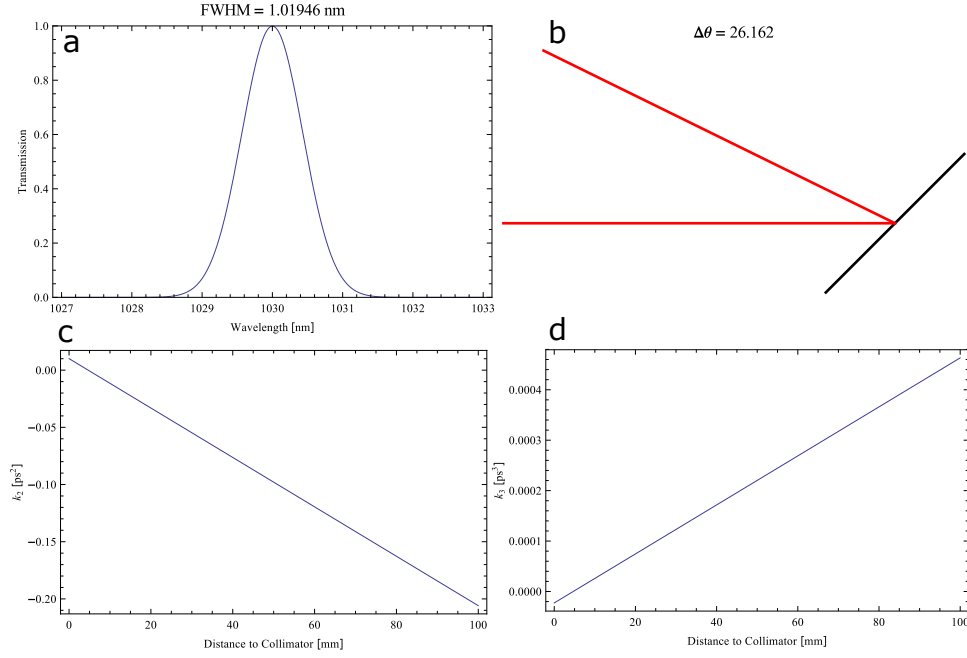 FWHM = 1.01946 nm
a
1.0
0.8
0.6
0.4
0.2
0.0
Transmission
1027 1028 1029 1030 1031 1032 1033
Wavelength [nm]
b
Δθ = 26.162
c
0.00
−0.05
−0.10
−0.15
−0.20
k2 [ps²]
0 20 40 60 80 100
Distance to Collimator [mm]
d
0.0004
0.0003
0.0002
0.0001
0.0000
k3 [ps³]
0 20 40 60 80 100
Distance to Collimator [mm]